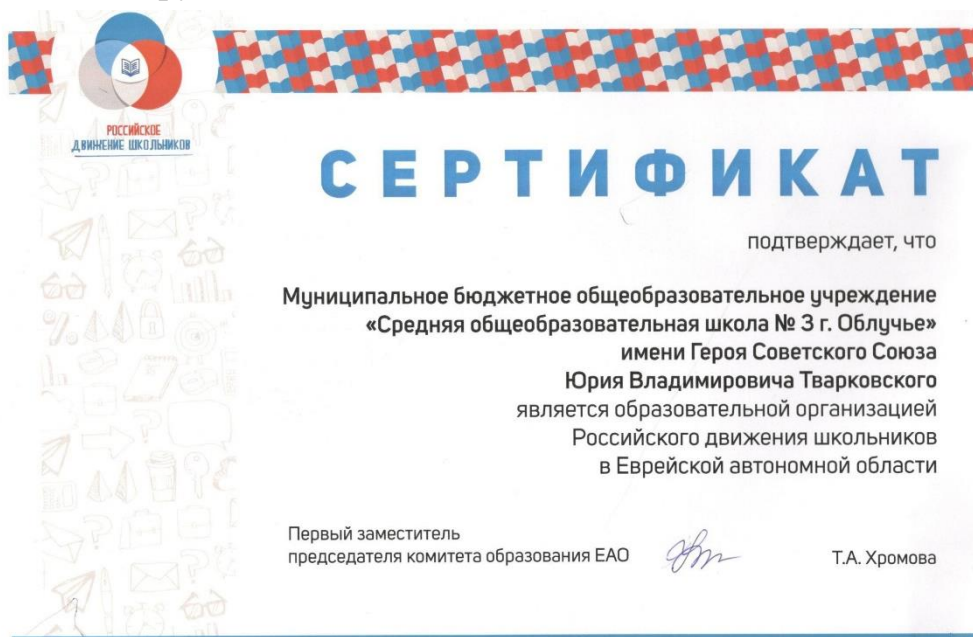 РОССИЙСКОЕ
ДВИЖЕНИЕ ШКОЛЬНИКОВ
СЕРТИФИКАТ
подтверждает, что
Муниципальное бюджетное общеобразовательное учреждение
«Средняя общеобразовательная школа № 3 г. Облучье»
имени Героя Советского Союза
Юрия Владимировича Тварковского
является образовательной организацией
Российского движения школьников
в Еврейской автономной области
Первый заместитель
председателя комитета образования ЕАО
Т.А. Хромова